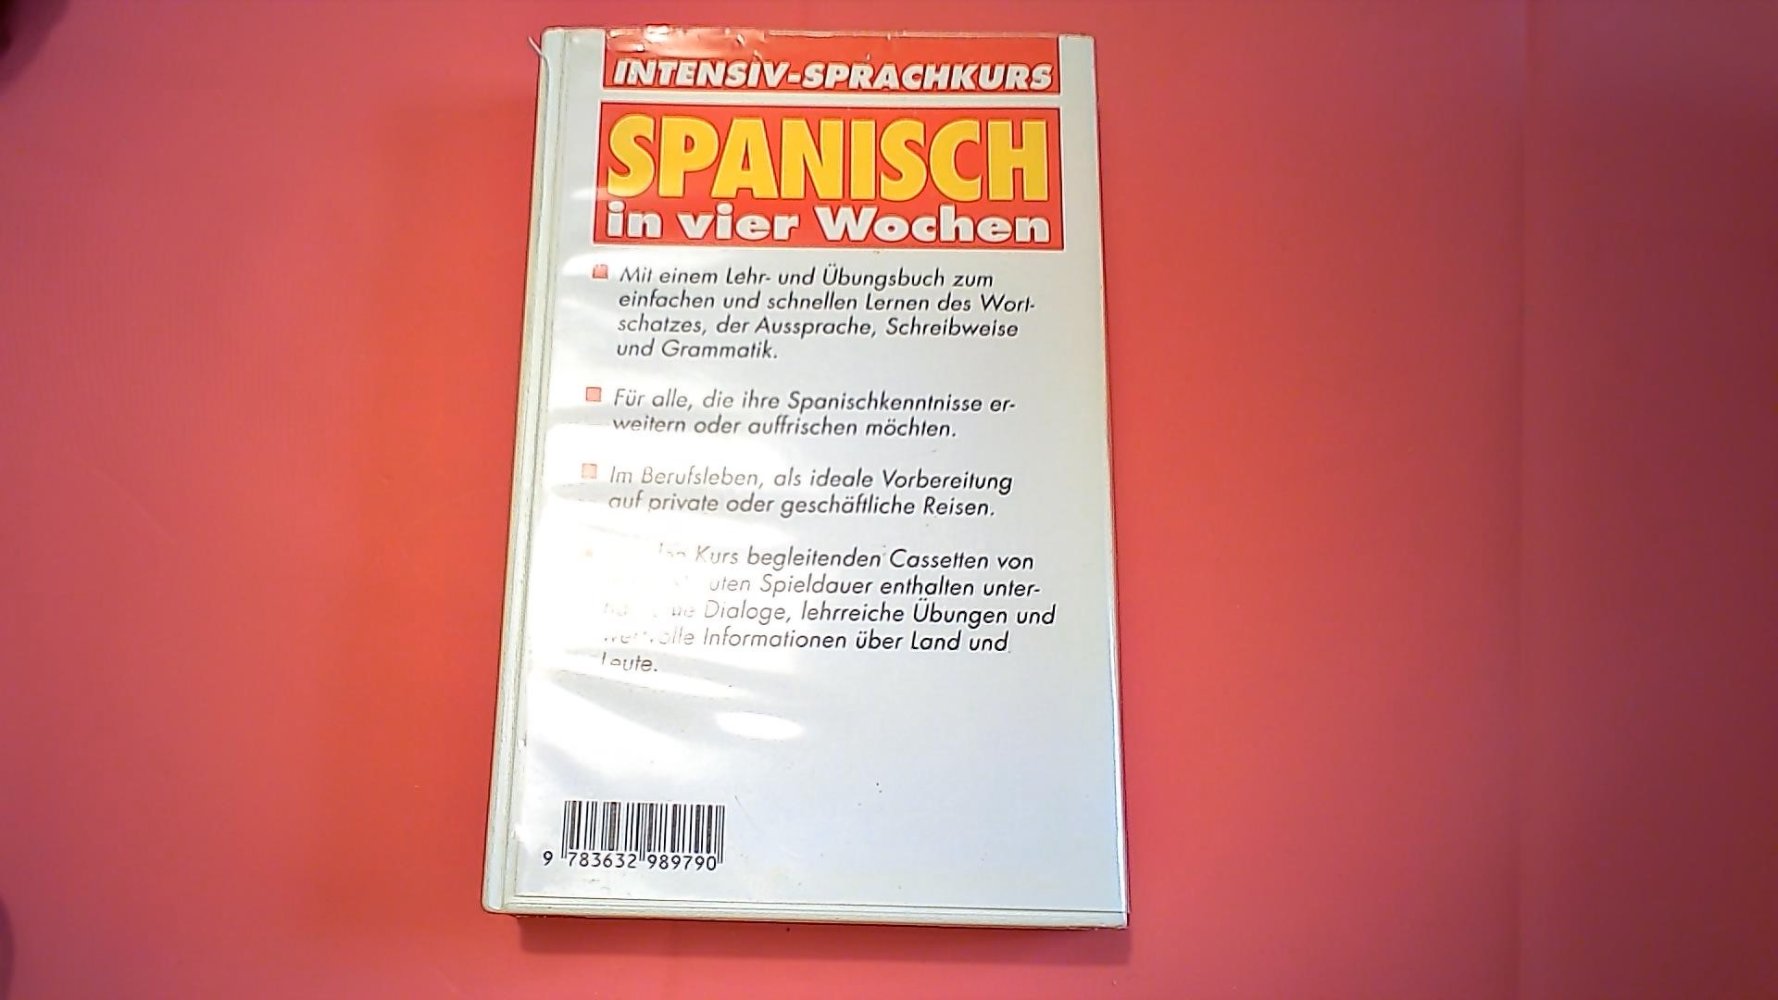 INTENSIV-SPRACHKURS
SPANISCH
in vier Wochen
Mit einem Lehr- und Übungsbuch zum
einfachen und schnellen Lernen des Wort-
schatzes, der Aussprache, Schreibweise
und Grammatik.
Für alle, die ihre Spanischkenntnisse er-
weitern oder auffrischen möchten.
Im Berufsleben, als ideale Vorbereitung
auf private oder geschäftliche Reisen.
Kurs begleitenden Cassetten von
Spieldauer enthalten unter-
Dialoge, lehrreiche Übungen und
wertvolle Informationen über Land und
Leute.
9 783632 989790